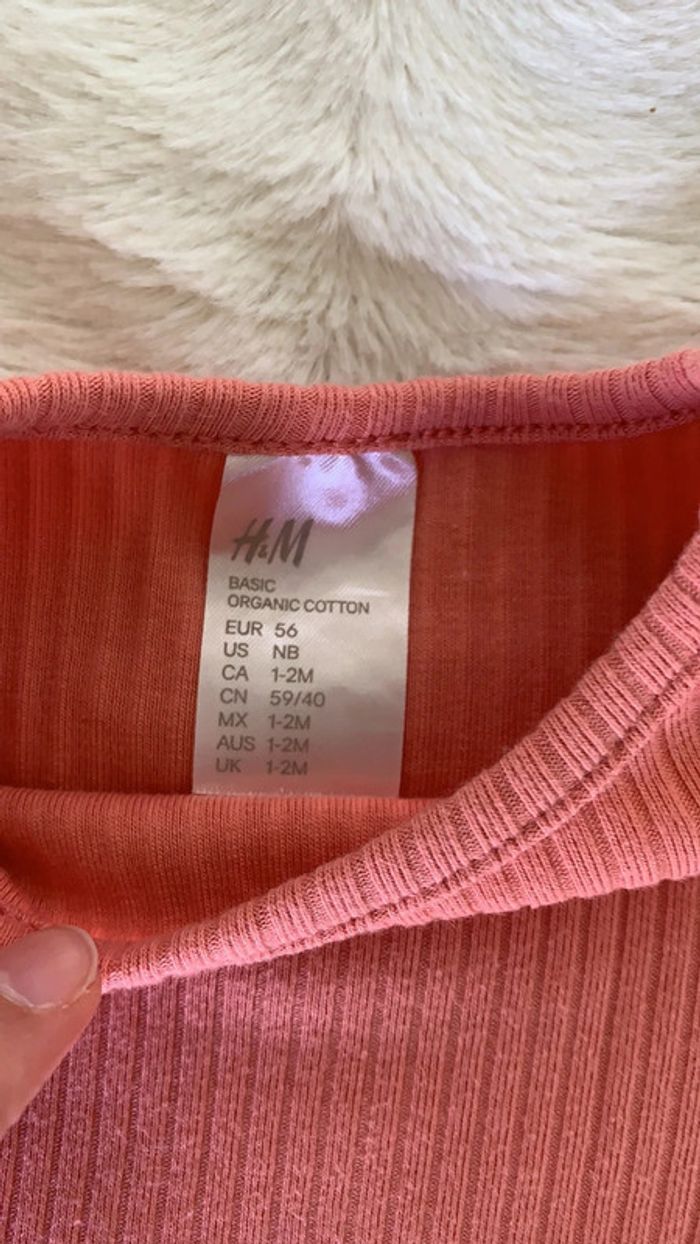 H&M
BASIC
ORGANIC COTTON
EUR 56
US NB
CA 1-2M
CN 59/40
MX 1-2M
AUS 1-2M
UK 1-2M